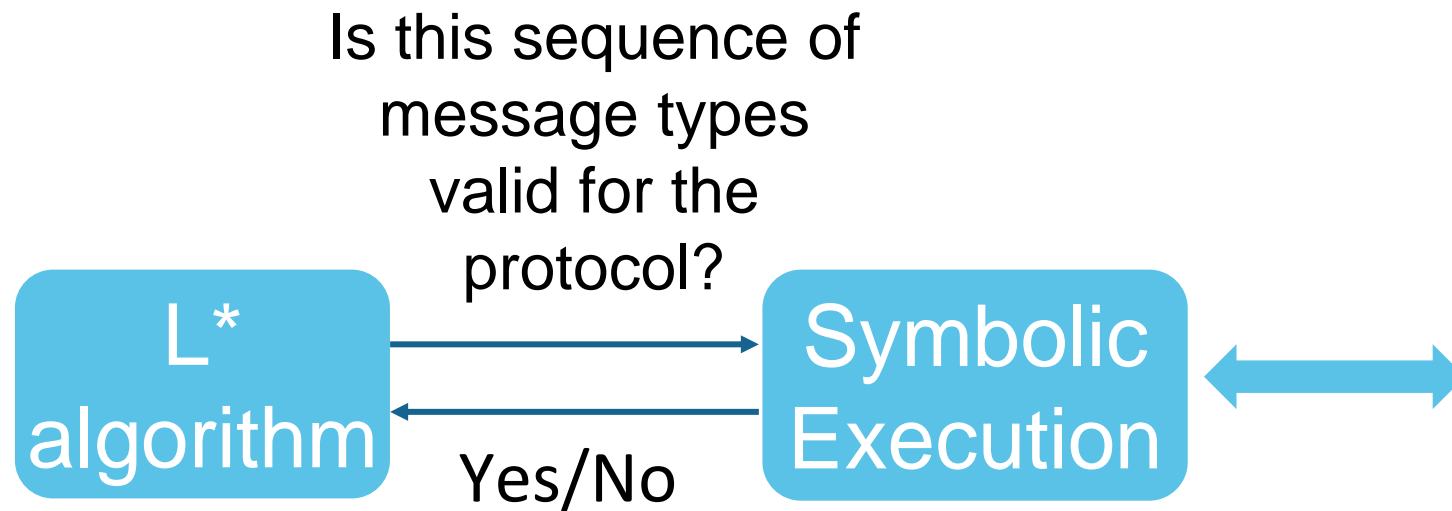 Is this sequence of
message types
valid for the
protocol?
L*
algorithm
Symbolic
Execution
Yes/No